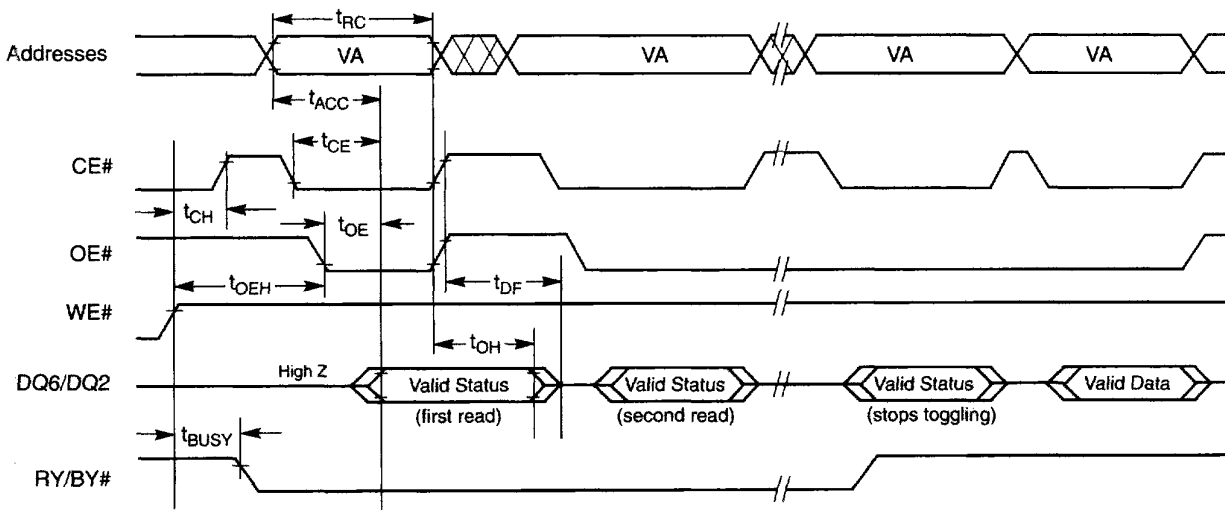 tRC
Addresses VA VA VA VA
tACC
tCE
CE#
tCH
tOE
OE#
tOEH
tDF
WE#
tOH
DQ6/DQ2 High Z Valid Status Valid Status Valid Status Valid Data
(first read) (second read) (stops toggling)
tBUSY
RY/BY#